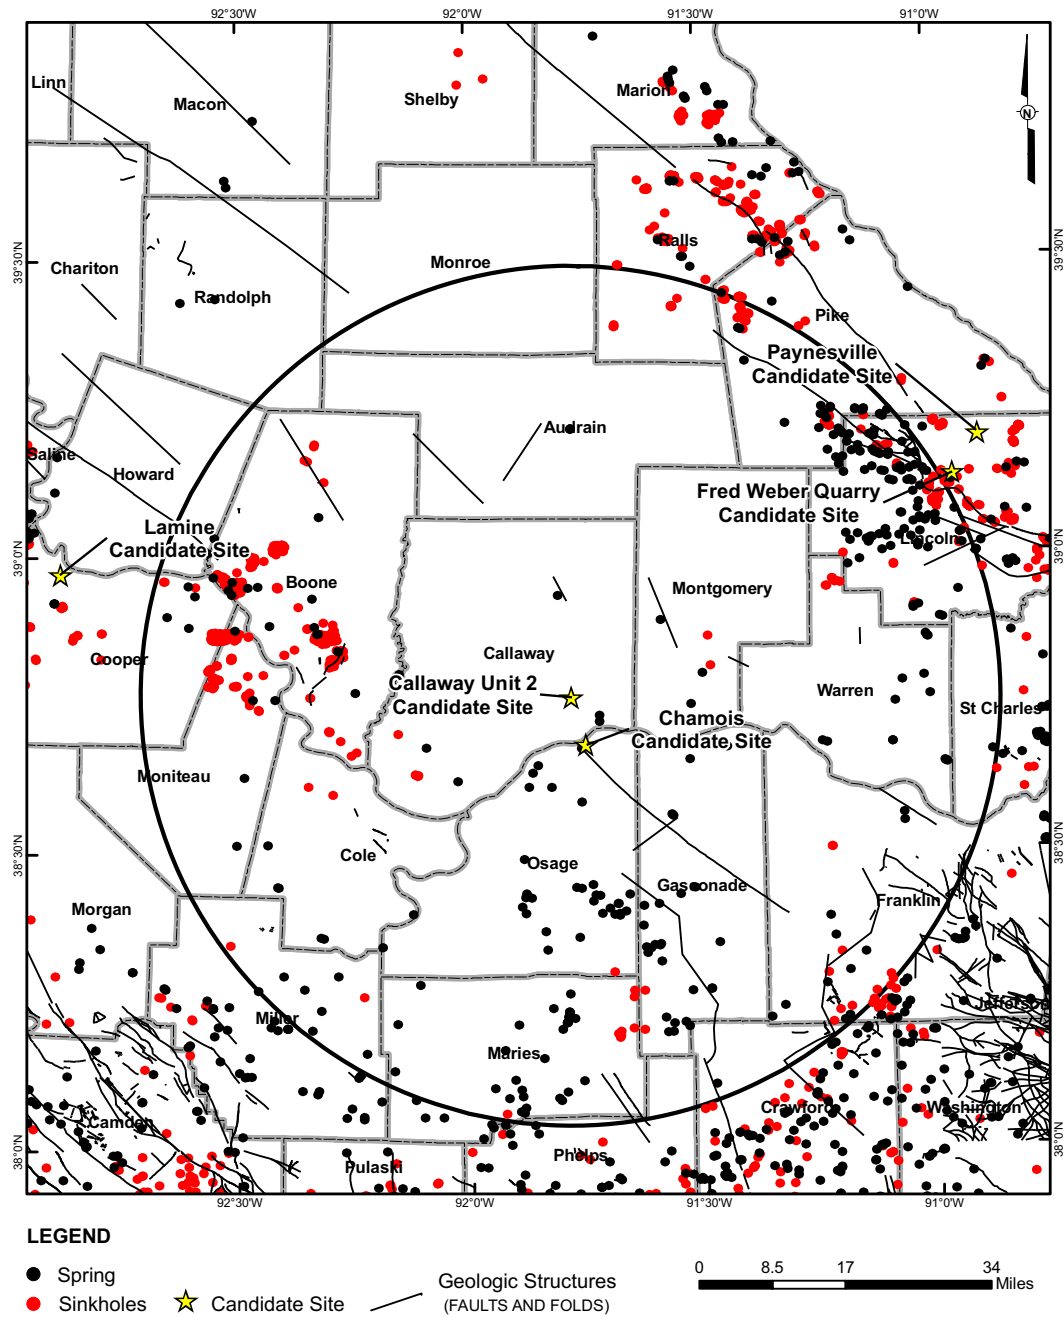 92°30'W 92°0'W 91°30'W 91°0'W
Linn
Macon
Shelby
Marion
N
39°30'N
39°30'N
Chariton
Randolph
Monroe
Ralls
Pike
Paynesville
Candidate Site
Audrain
Saline
Howard
Fred Weber Quarry
Candidate Site
Lamine
Candidate Site
Lincoln
39°0'N
39°0'N
Boone
Montgomery
Cooper
Callaway
Callaway Unit 2
Candidate Site
Warren
St Charles
Chamois
Candidate Site
Moniteau
38°30'N
38°30'N
Cole
Osage
Gasconade
Franklin
Morgan
Jefferson
Miller
Maries
Camden
Crawford
Washington
38°0'N
38°0'N
Pulaski
Phelps
92°30'W 92°0'W 91°30'W 91°0'W
LEGEND
Spring
Sinkholes
Candidate Site
Geologic Structures
(FAULTS AND FOLDS)
0 8.5 17 34
Miles